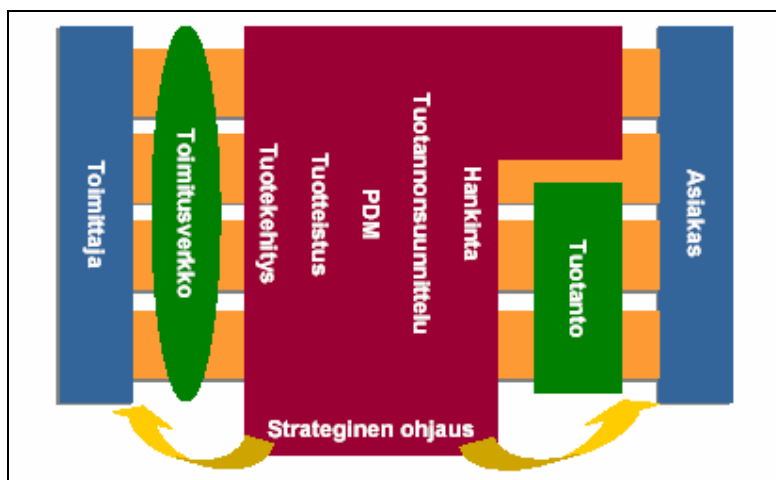 Toimittaja
Toimitusverkko
Tuotekehitys
Tuotteistus
PDM
Tuotannonsuunnittelu
Hankinta
Tuotanto
Asiakas
Strateginen ohjaus